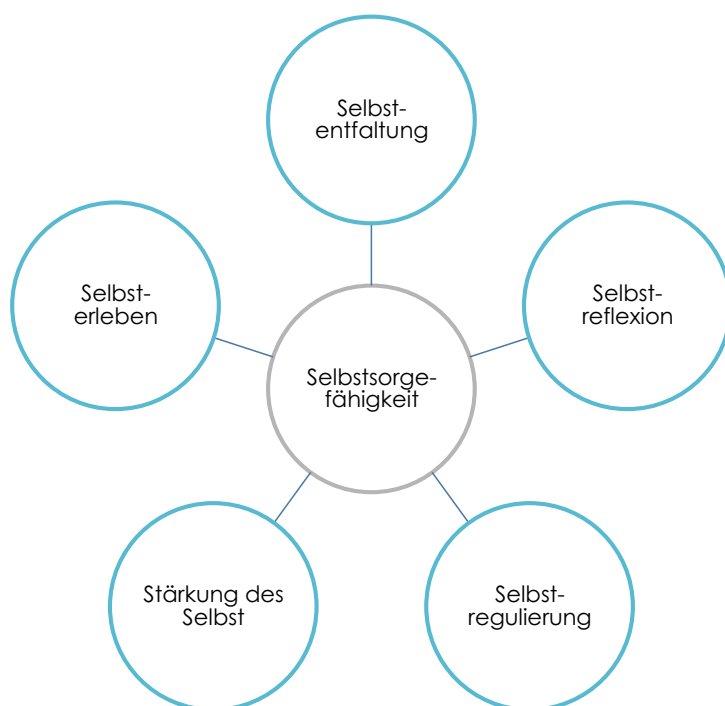 Selbst-
entfaltung
Selbst-
erleben
Selbst-
reflexion
Selbstsorge-
fähigkeit
Stärkung des
Selbst
Selbst-
regulierung